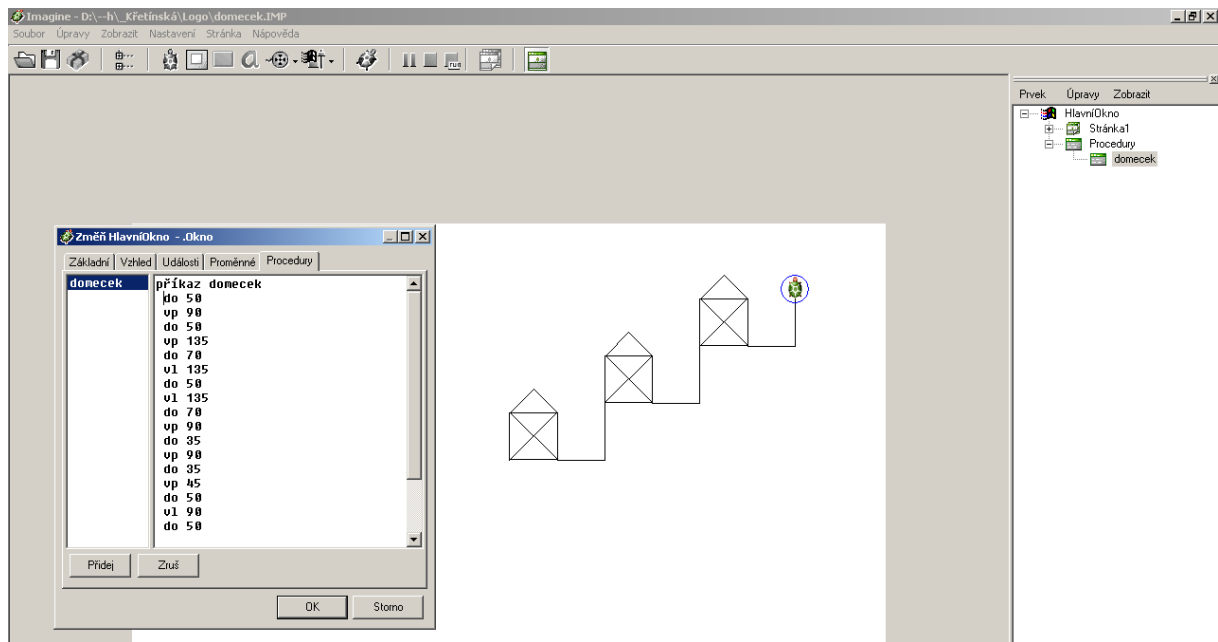 Imagine - D:\--h\_Křetínská\Logo\domecek.IMP
Soubor Úpravy Zobrazit Nastavení Stránka Nápověda
Prvek Úpravy Zobrazit
HlavníOkno
Stránka1
Procedury
domecek
Změň HlavníOkno - .Okno
Základní Vzhled Události Proměnné Procedury
domecek
příkaz domecek
do 50
vp 90
do 50
vp 135
do 70
vl 135
do 50
vl 135
do 70
vp 90
do 35
vp 90
do 35
vp 45
do 50
vl 90
do 50
Přidej Zruš
OK Storno